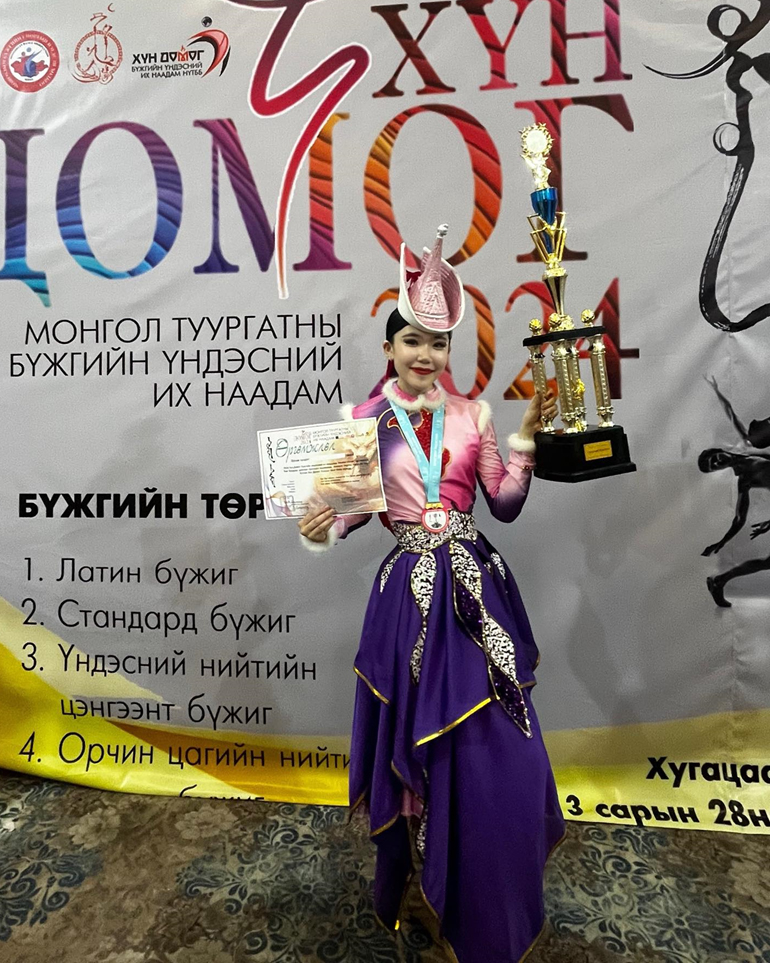 ХҮН ДОМОГ
БҮЖГИЙН ҮНДЭСНИЙ
ИХ НААДАМ НҮТББ
ХҮН
ДОМОГ
2024
МОНГОЛ ТУУРГАТНЫ
БҮЖГИЙН ҮНДЭСНИЙ
ИХ НААДАМ
Өргөмжлөл
БҮЖГИЙН ТӨР
1. Латин бүжиг
2. Стандард бүжиг
3. Үндэсний нийтийн
цэнгээнт бүжиг
4. Орчин цагийн нийти
Хугацаа
3 сарын 28н